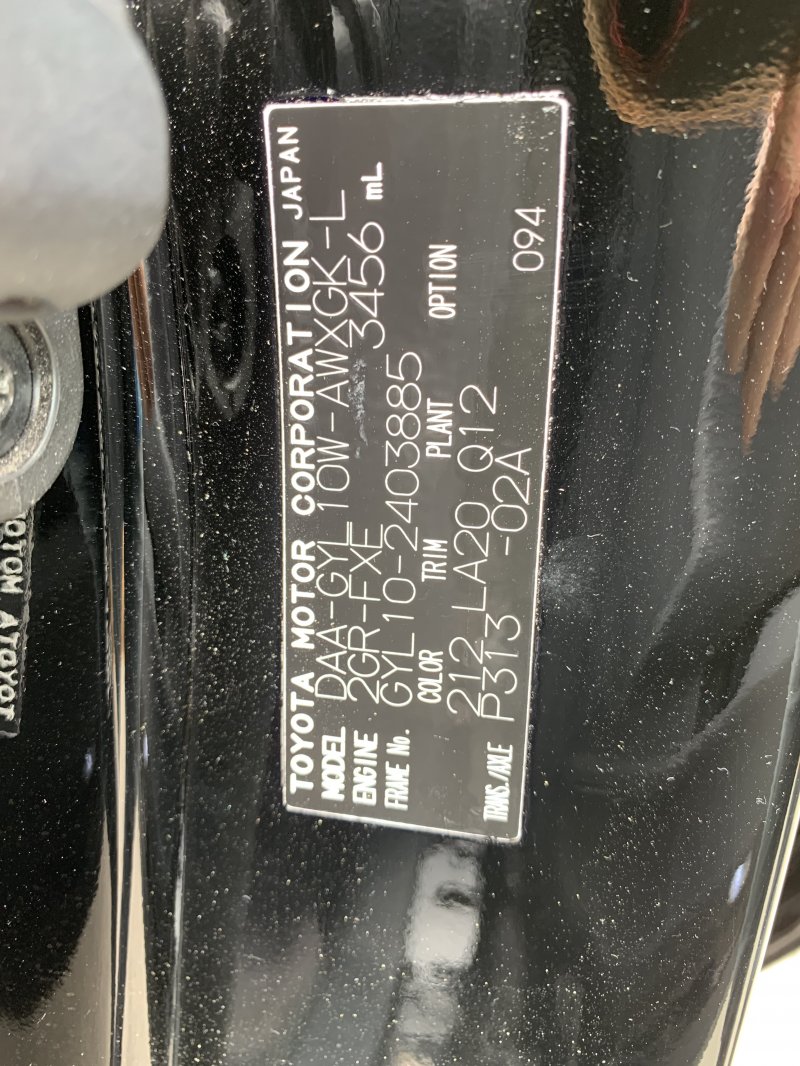 TOYOTA MOTOR CORPORATION JAPAN
MODEL DAA-GYL10W-AWXGK-L
ENGINE 2GR-FXE 3456 mL
FRAME No. GYL10-2403885
COLOR TRIM PLANT OPTION
212 LA20 Q12
TRANS./AXLE P313 -02A 094